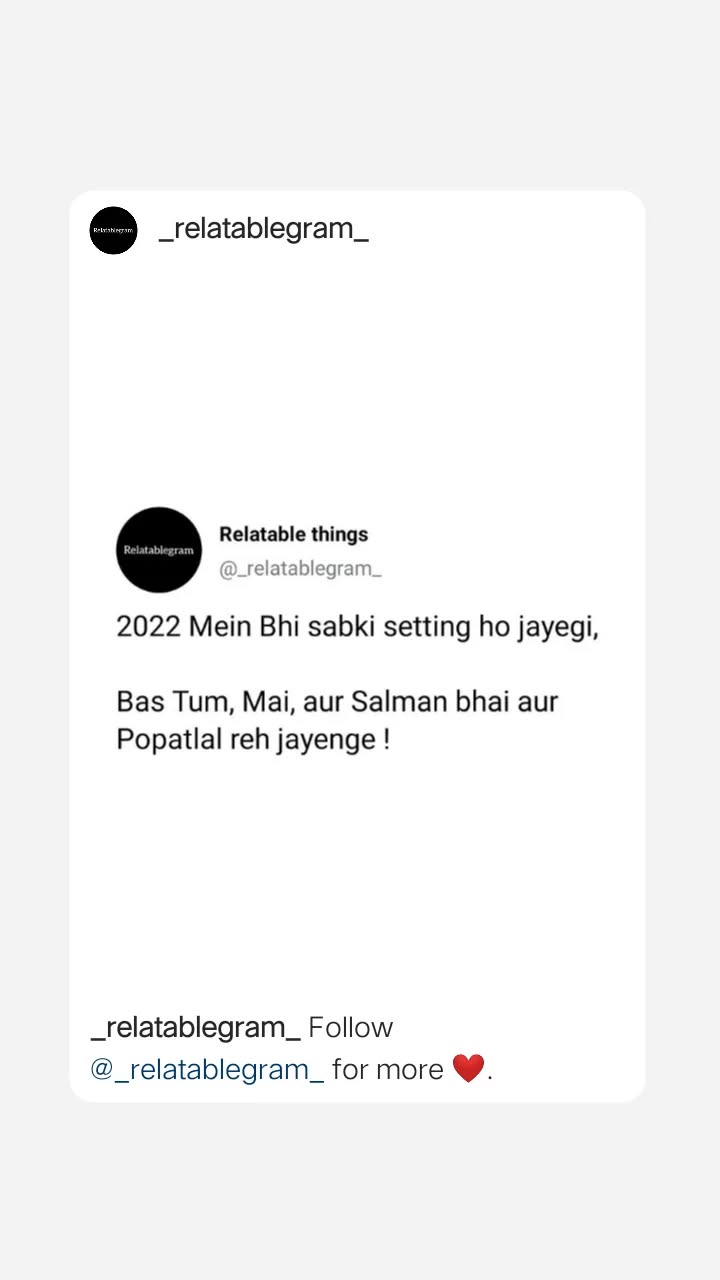 Relatablegram
_relatablegram_
Relatablegram
Relatable things
@_relatablegram_
2022 Mein Bhi sabki setting ho jayegi,
Bas Tum, Mai, aur Salman bhai aur
Popatlal reh jayenge !
_relatablegram_ Follow
@_relatablegram_ for more ❤️.